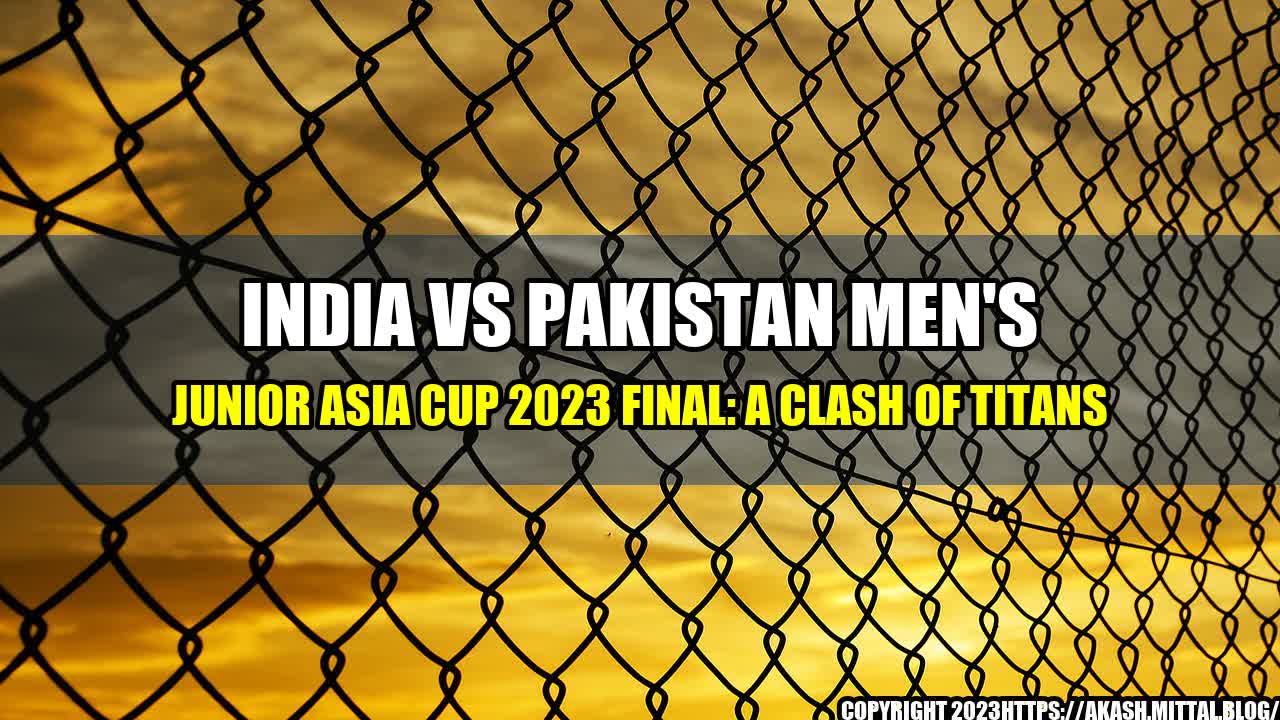 INDIA VS PAKISTAN MEN'S
JUNIOR ASIA CUP 2023 FINAL: A CLASH OF TITANS
COPYRIGHT 2023HTTPS://AKASH.MITTAL.BLOG/